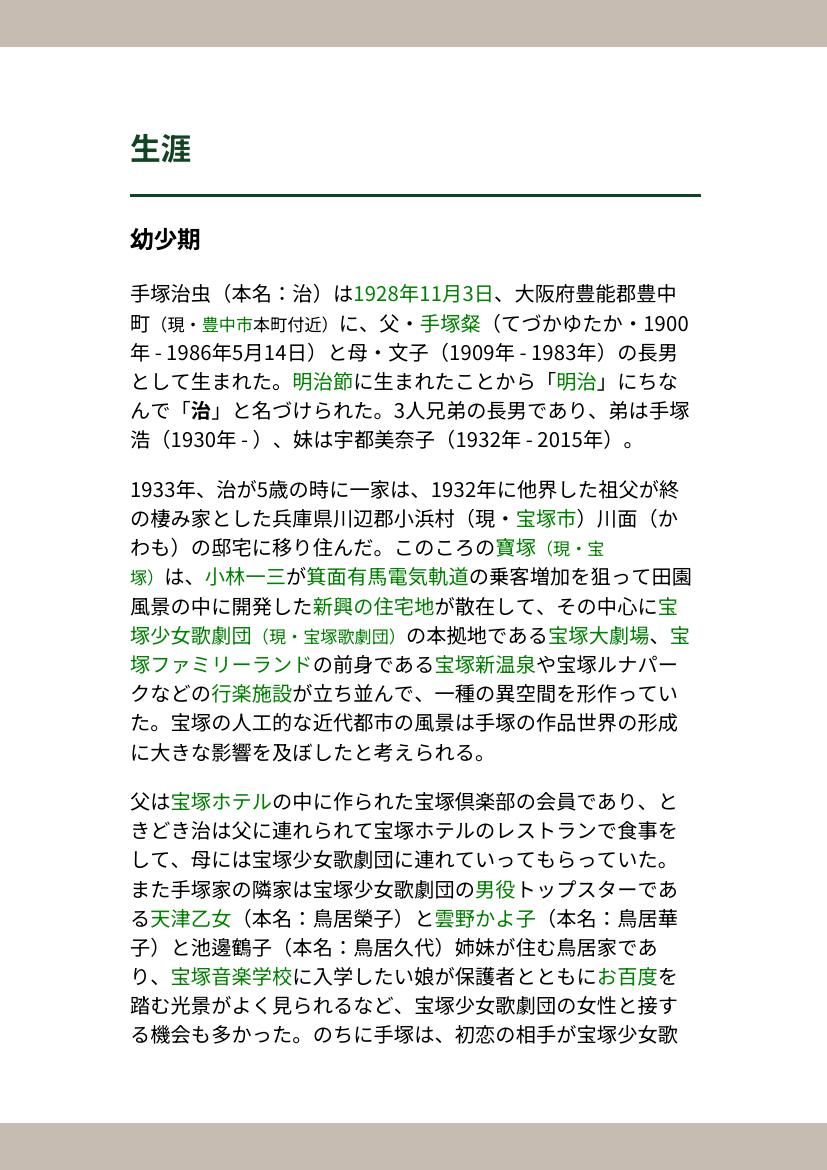 生涯
幼少期
手塚治虫（本名：治）は1928年11月3日、大阪府豊能郡豊中
町（現・豊中市本町付近）に、父・手塚粲（てづかゆたか・1900
年 - 1986年5月14日）と母・文子（1909年 - 1983年）の長男
として生まれた。明治節に生まれたことから「明治」にちな
んで「治」と名づけられた。3人兄弟の長男であり、弟は手塚
浩（1930年 - ）、妹は宇都美奈子（1932年 - 2015年）。
1933年、治が5歳の時に一家は、1932年に他界した祖父が終
の棲み家とした兵庫県川辺郡小浜村（現・宝塚市）川面（か
わも）の邸宅に移り住んだ。このころの寶塚（現・宝
塚）は、小林一三が箕面有馬電気軌道の乗客増加を狙って田園
風景の中に開発した新興の住宅地が散在して、その中心に宝
塚少女歌劇団（現・宝塚歌劇団）の本拠地である宝塚大劇場、宝
塚ファミリーランドの前身である宝塚新温泉や宝塚ルナパー
クなどの行楽施設が立ち並んで、一種の異空間を形作ってい
た。宝塚の人工的な近代都市の風景は手塚の作品世界の形成
に大きな影響を及ぼしたと考えられる。
父は宝塚ホテルの中に作られた宝塚倶楽部の会員であり、と
きどき治は父に連れられて宝塚ホテルのレストランで食事を
して、母には宝塚少女歌劇団に連れていってもらっていた。
また手塚家の隣家は宝塚少女歌劇団の男役トップスターであ
る天津乙女（本名：鳥居榮子）と雲野かよ子（本名：鳥居華
子）と池邊鶴子（本名：鳥居久代）姉妹が住む鳥居家であ
り、宝塚音楽学校に入学したい娘が保護者とともにお百度を
踏む光景がよく見られるなど、宝塚少女歌劇団の女性と接す
る機会も多かった。のちに手塚は、初恋の相手が宝塚少女歌